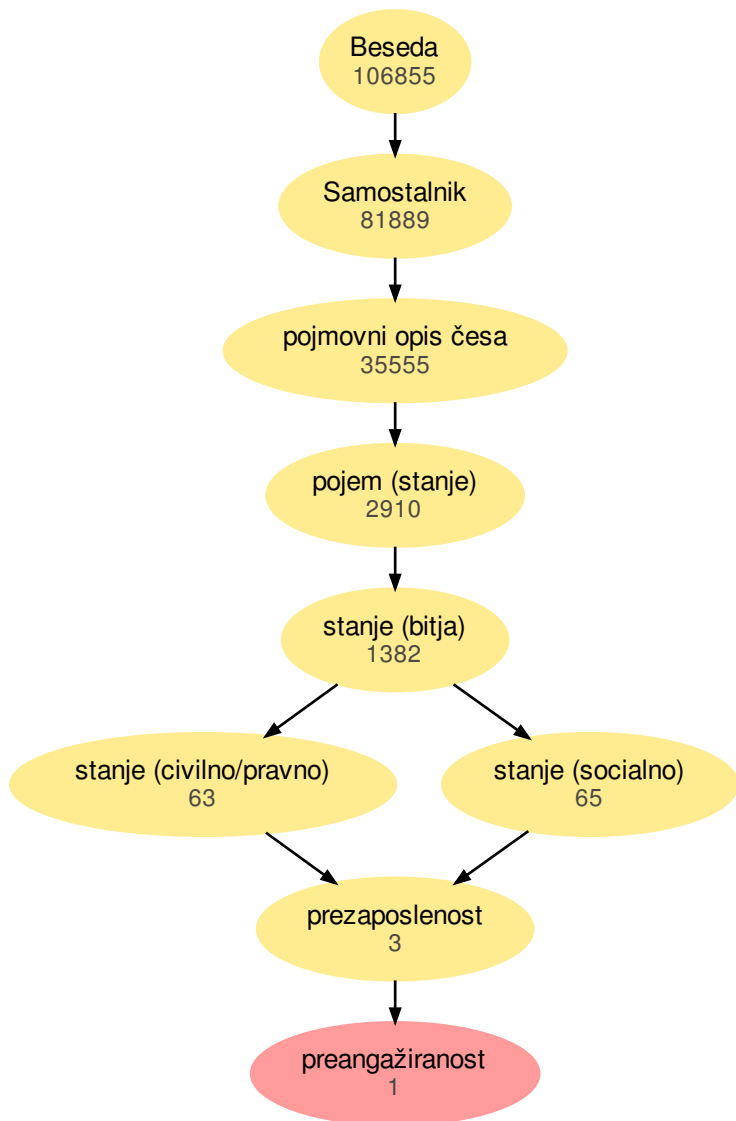 Beseda
106855
Samostalnik
81889
pojmovni opis česa
35555
pojem (stanje)
2910
stanje (bitja)
1382
stanje (civilno/pravno)
63
stanje (socialno)
65
prezaposlenost
3
preangažiranost
1